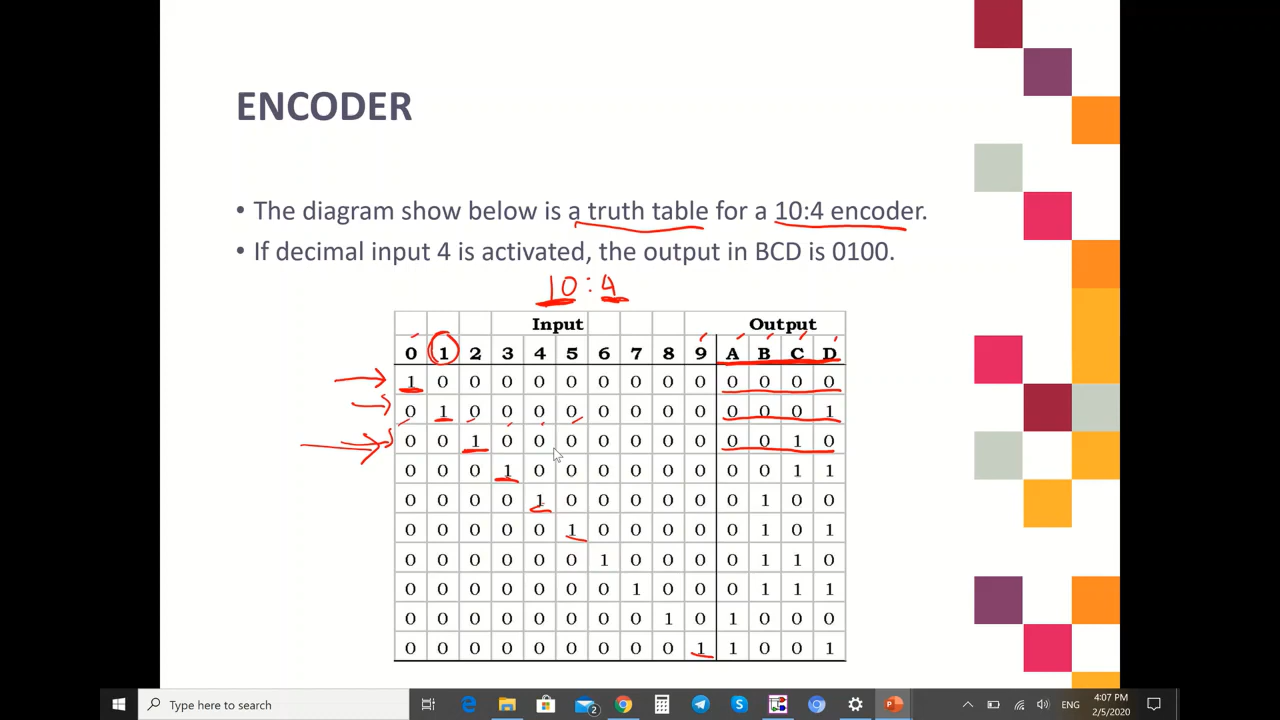 ENCODER
• The diagram show below is a truth table for a 10:4 encoder.
• If decimal input 4 is activated, the output in BCD is 0100.
10:4
Input Output
0 1 2 3 4 5 6 7 8 9 A B C D
1 0 0 0 0 0 0 0 0 0 0 0 0 0
0 1 0 0 0 0 0 0 0 0 0 0 0 1
0 0 1 0 0 0 0 0 0 0 0 0 1 0
0 0 0 1 0 0 0 0 0 0 0 0 1 1
0 0 0 0 1 0 0 0 0 0 0 1 0 0
0 0 0 0 0 1 0 0 0 0 0 1 0 1
0 0 0 0 0 0 1 0 0 0 0 1 1 0
0 0 0 0 0 0 0 1 0 0 0 1 1 1
0 0 0 0 0 0 0 0 1 0 1 0 0 0
0 0 0 0 0 0 0 0 0 1 1 0 0 1
Type here to search
2
ENG
4:07 PM
2/5/2020